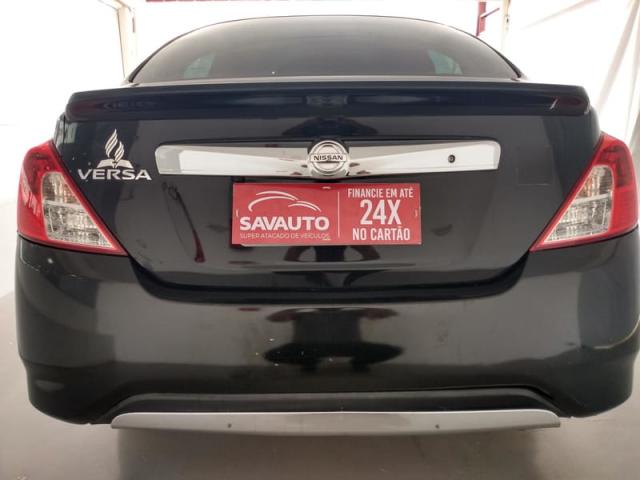 NISSAN
VERSA
SAVAUTO
SUPER ATACADO DE VEÍCULOS
FINANCIE EM ATÉ
24X
NO CARTÃO